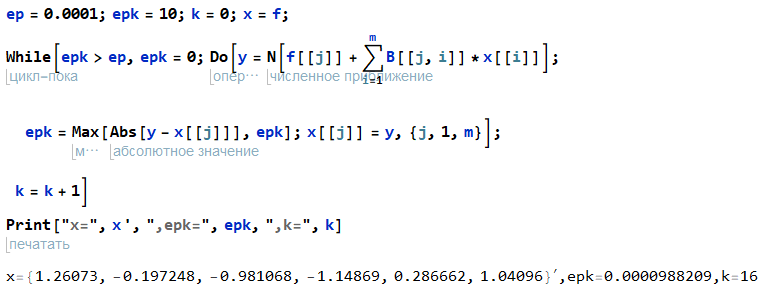 ep = 0.0001; epk = 10; k = 0; x = f;
While[epk > ep, epk = 0; Do[y = N[f[[j]] + ∑_{i=1}^{m} B[[j, i]] * x[[i]]];
цикл-пока опер… численное приближение
epk = Max[Abs[y - x[[j]]], epk]; x[[j]] = y, {j, 1, m}];
м… абсолютное значение
k = k + 1]
Print["x=", x', ",epk=", epk, ",k=", k]
печатать
x={1.26073, -0.197248, -0.981068, -1.14869, 0.286662, 1.04096}′,epk=0.0000988209,k=16